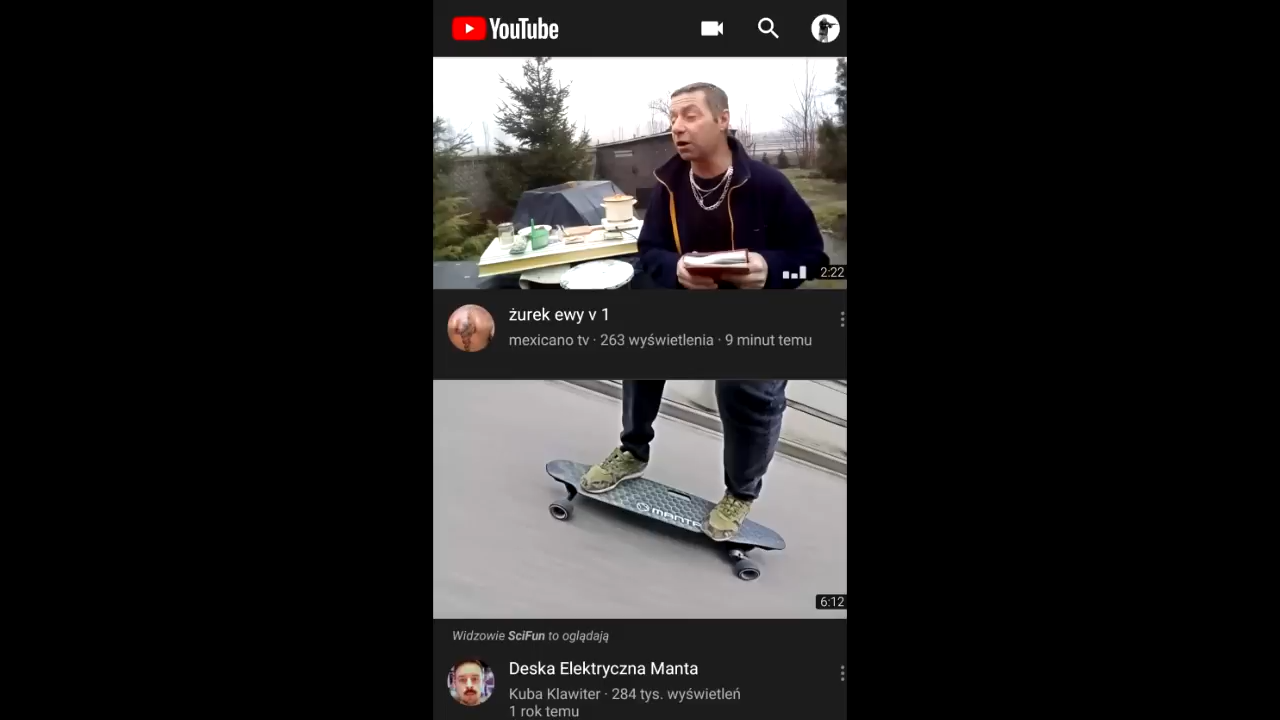 YouTube
2:22
żurek ewy v 1
mexicano tv · 263 wyświetlenia · 9 minut temu
MANTA
6:12
Widzowie SciFun to oglądają
Deska Elektryczna Manta
Kuba Klawiter · 284 tys. wyświetleń
1 rok temu